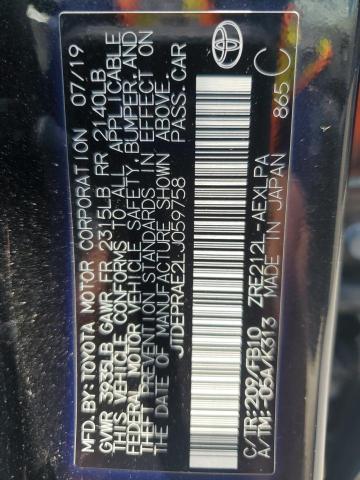 MFD. BY: TOYOTA MOTOR CORPORATION 07/19
GVWR 3935LB GAWR FR 2315LB RR 2140LB
THIS VEHICLE CONFORMS TO ALL APPLICABLE
FEDERAL MOTOR VEHICLE SAFETY, BUMPER, AND
THEFT PREVENTION STANDARDS IN EFFECT ON
THE DATE OF MANUFACTURE SHOWN ABOVE.
JTDEPRAE2LJ059758 PASS. CAR
C/TR: 209/FB10 ZRE212L-AEXLPA
A/TM: -05A/K313 MADE IN JAPAN 865 C